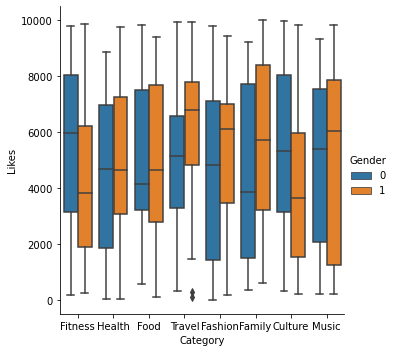 10000
8000
6000
4000
2000
0
Likes
Fitness Health Food Travel Fashion Family Culture Music
Category
Gender
0
1